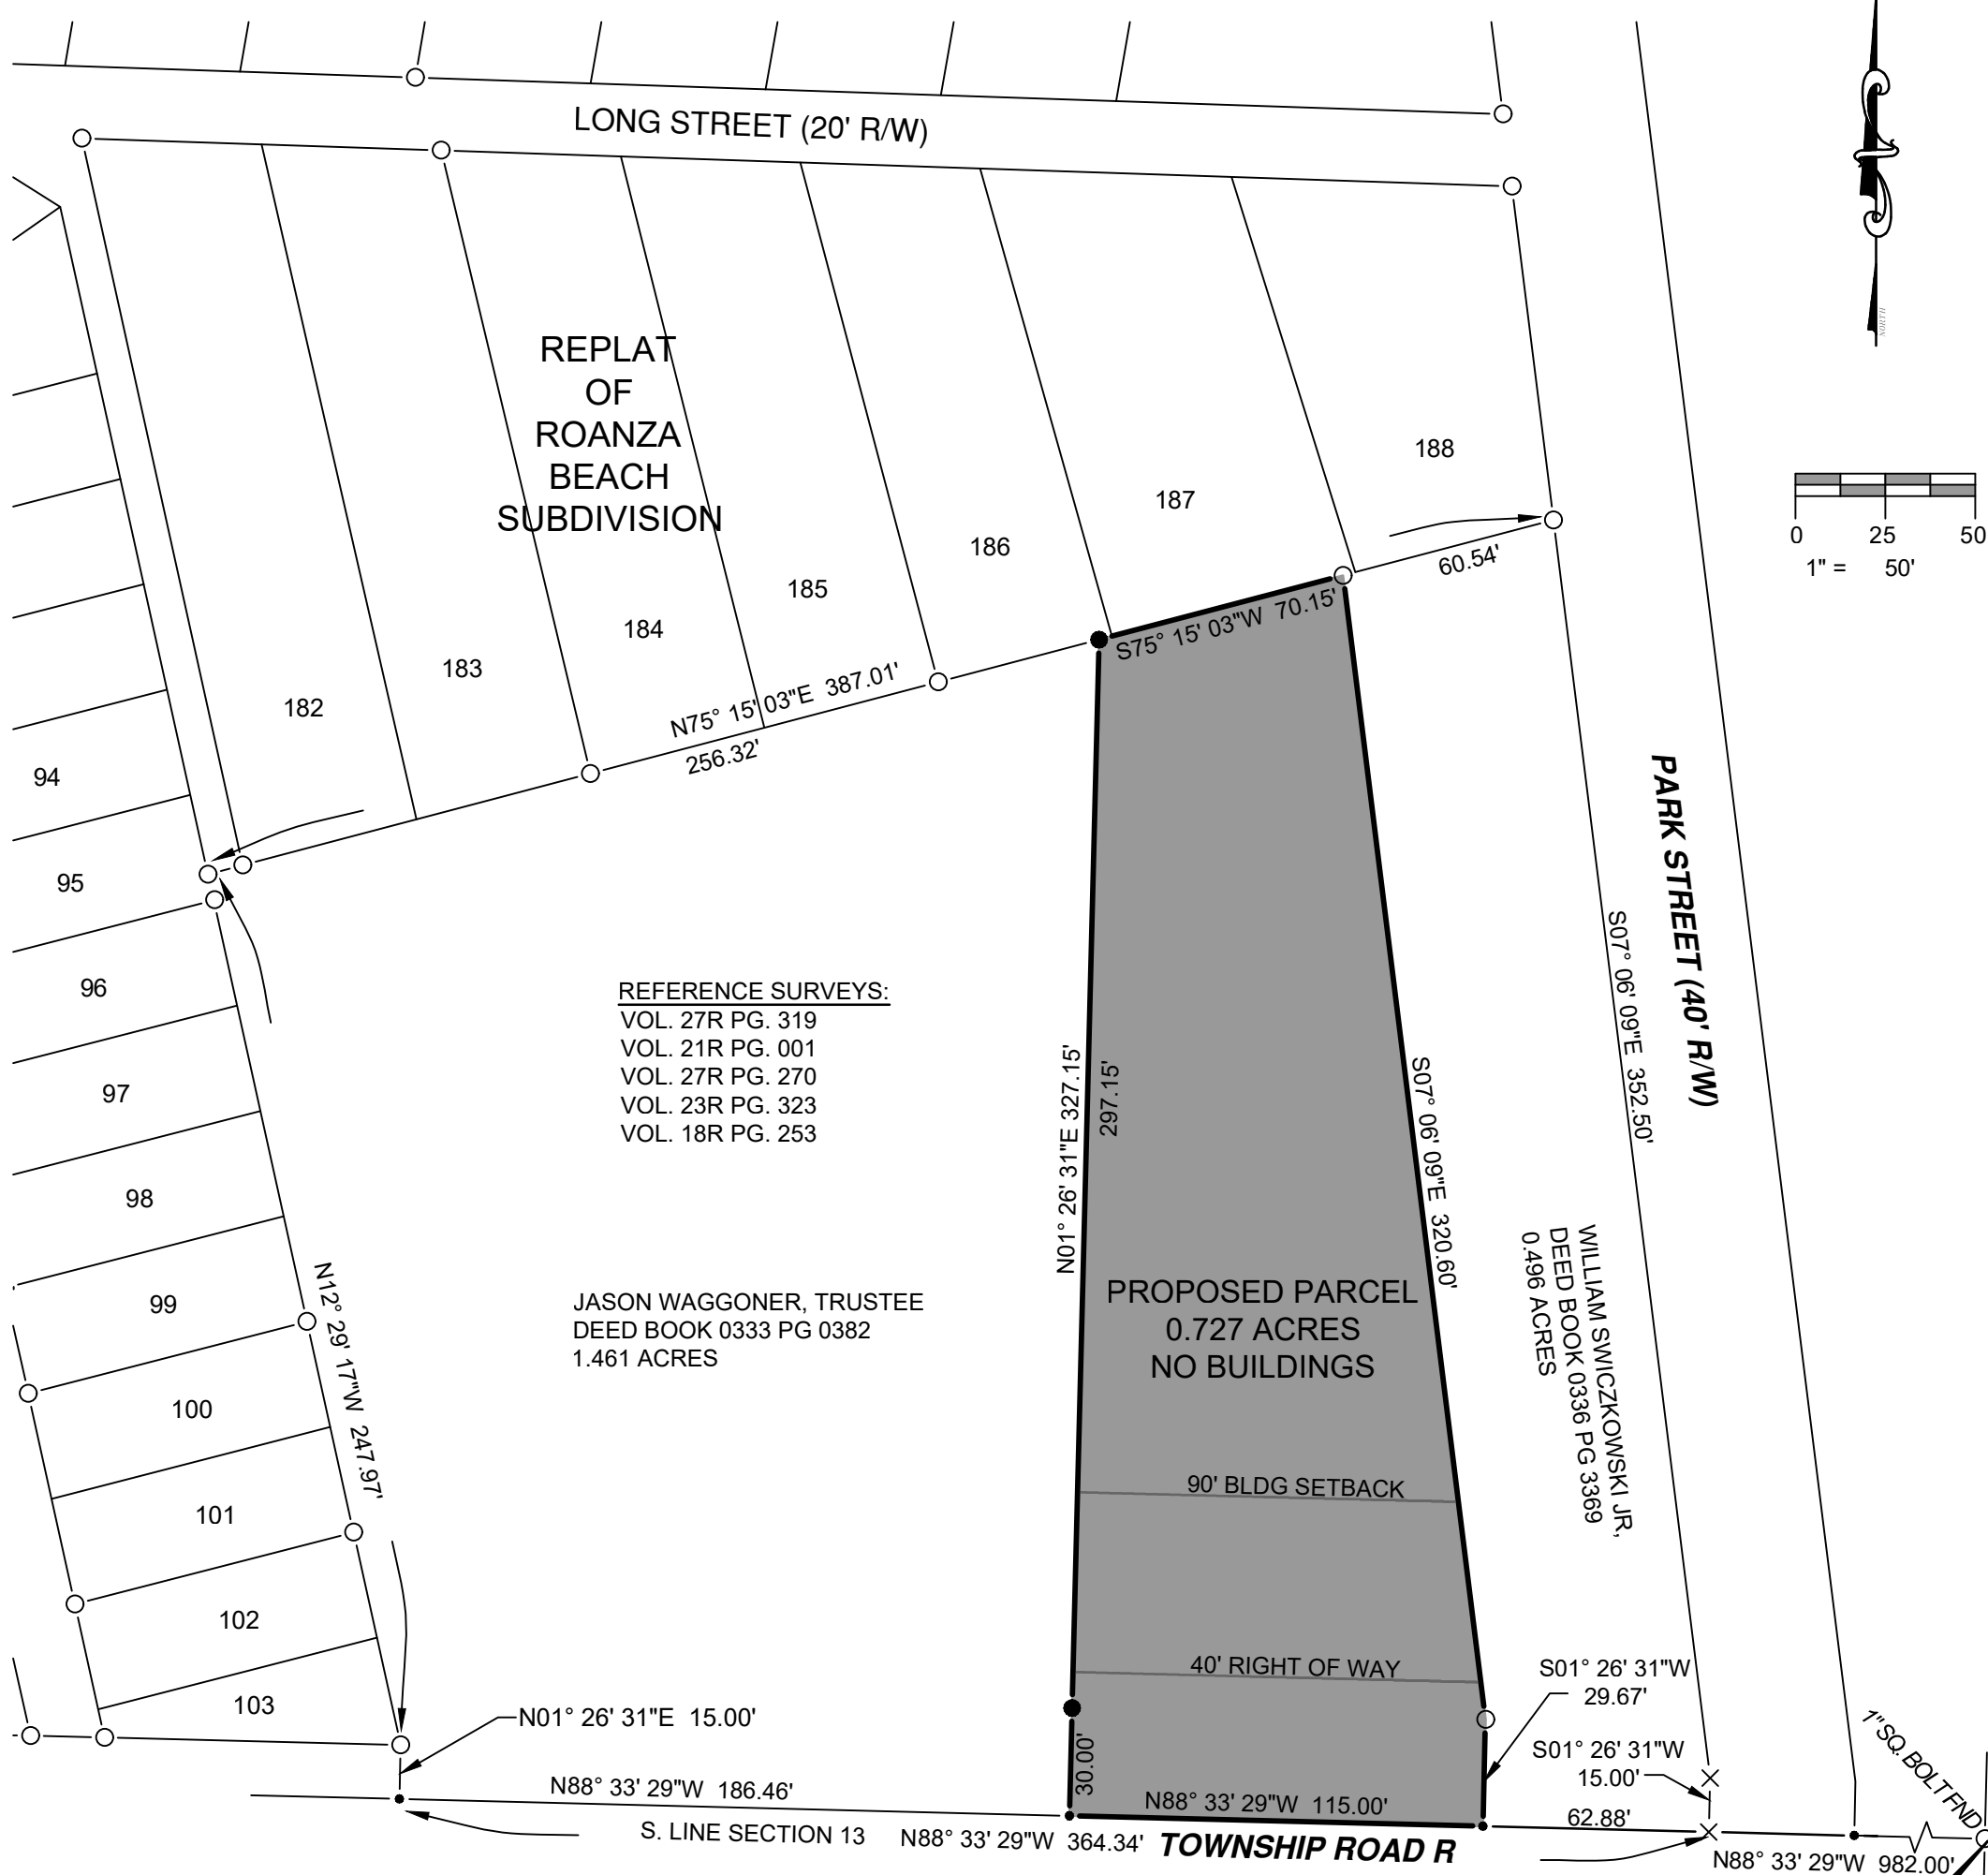 LONG STREET (20' R/W)
NORTH
REPLAT
OF
ROANZA
BEACH
SUBDIVISION
188
187
186
185
184
183
182
0 25 50
1" = 50'
60.54'
S75° 15' 03"W 70.15'
N75° 15' 03"E 387.01'
256.32'
94
95
96
97
98
99
100
101
102
103
PARK STREET (40' R/W)
S07° 06' 09"E 352.50'
REFERENCE SURVEYS:
VOL. 27R PG. 319
VOL. 21R PG. 001
VOL. 27R PG. 270
VOL. 23R PG. 323
VOL. 18R PG. 253
N01° 26' 31"E 327.15'
297.15'
S07° 06' 09"E 320.60'
N12° 29' 17"W 247.97'
JASON WAGGONER, TRUSTEE
DEED BOOK 0333 PG 0382
1.461 ACRES
PROPOSED PARCEL
0.727 ACRES
NO BUILDINGS
WILLIAM SWICZKOWSKI JR,
DEED BOOK 0336 PG 3369
0.496 ACRES
90' BLDG SETBACK
40' RIGHT OF WAY
S01° 26' 31"W
29.67'
N01° 26' 31"E 15.00'
S01° 26' 31"W
15.00'
30.00'
1" SQ. BOLT FND
N88° 33' 29"W 186.46'
N88° 33' 29"W 115.00'
62.88'
S. LINE SECTION 13
N88° 33' 29"W 364.34'
TOWNSHIP ROAD R
N88° 33' 29"W 982.00'